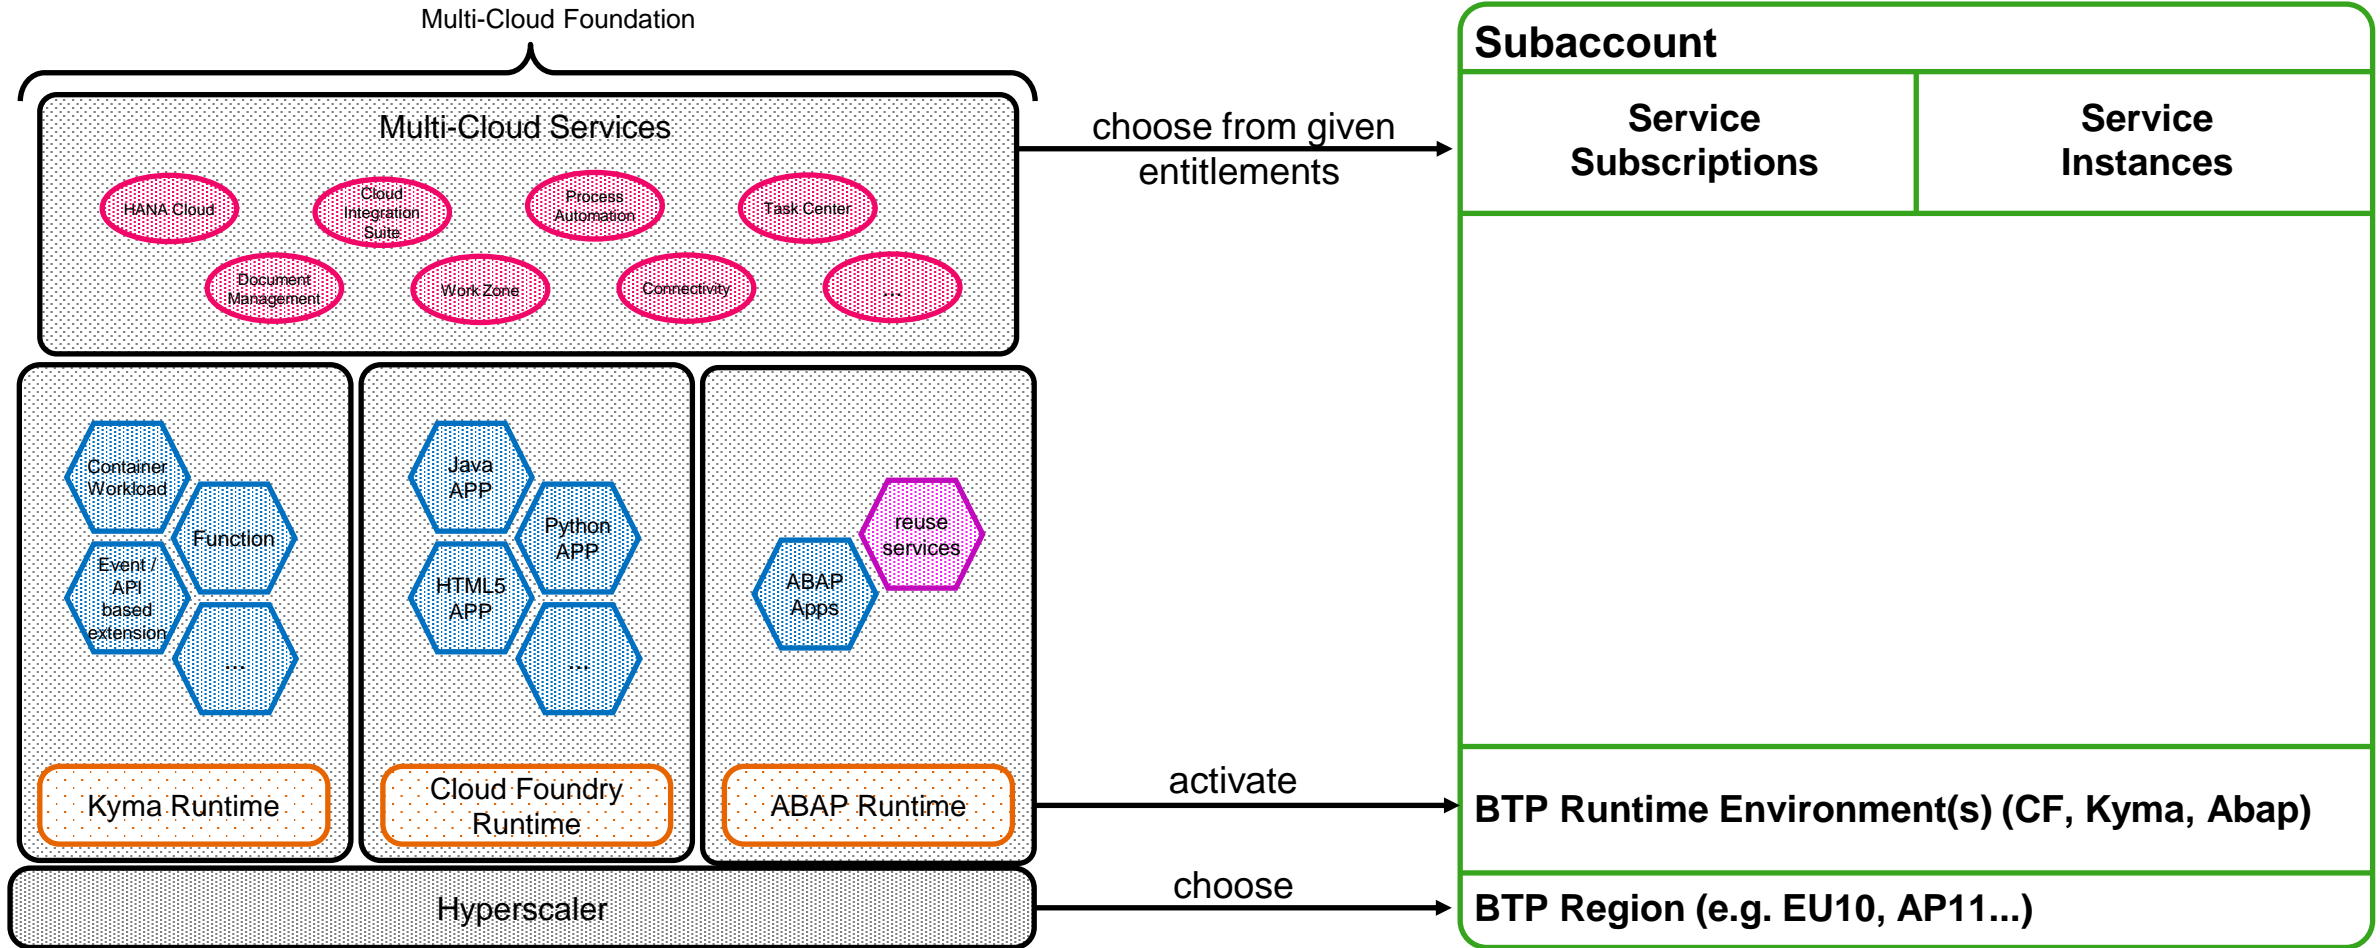 Multi-Cloud Foundation
Multi-Cloud Services
HANA Cloud
Cloud
Integration
Suite
Process
Automation
Task Center
Document
Management
Work Zone
Connectivity
...
Container
Workload
Function
Event /
API
based
extension
...
Kyma Runtime
Java
APP
Python
APP
HTML5
APP
...
Cloud Foundry
Runtime
reuse
services
ABAP
Apps
ABAP Runtime
Hyperscaler
choose from given
entitlements
activate
choose
Subaccount
Service
Subscriptions
Service
Instances
BTP Runtime Environment(s) (CF, Kyma, Abap)
BTP Region (e.g. EU10, AP11...)